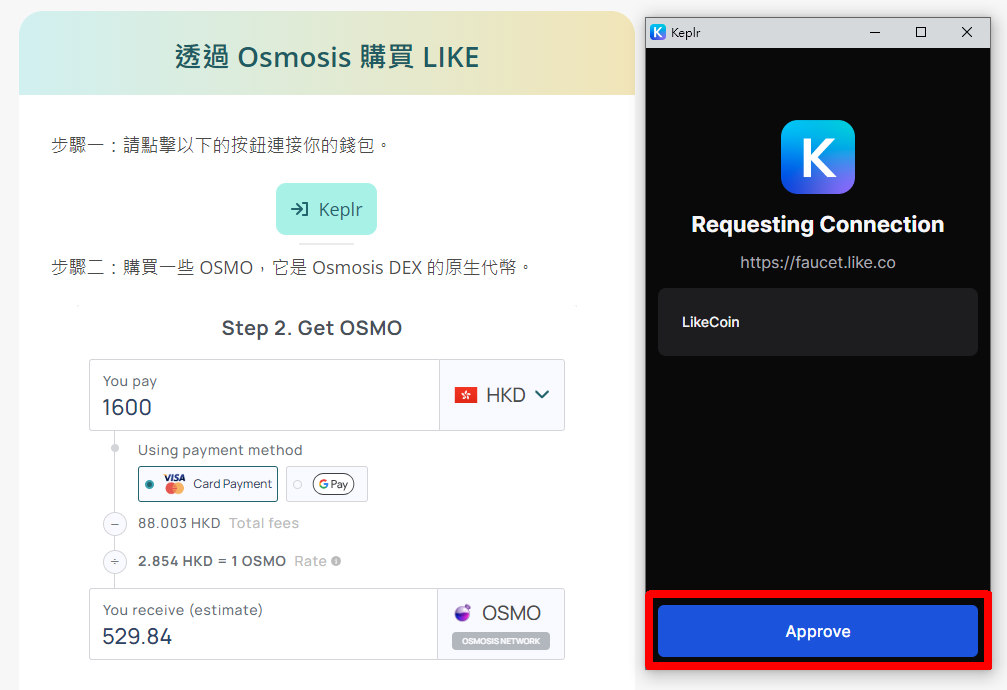 透過 Osmosis 購買 LIKE
步驟一：請點擊以下的按鈕連接你的錢包。
Keplr
步驟二：購買一些 OSMO，它是 Osmosis DEX 的原生代幣。
Step 2. Get OSMO
You pay
1600
HKD
Using payment method
VISA Card Payment
G Pay
88.003 HKD Total fees
2.854 HKD = 1 OSMO Rate
You receive (estimate)
529.84
OSMO
OSMOSIS NETWORK
Keplr
K
Requesting Connection
https://faucet.like.co
LikeCoin
Approve